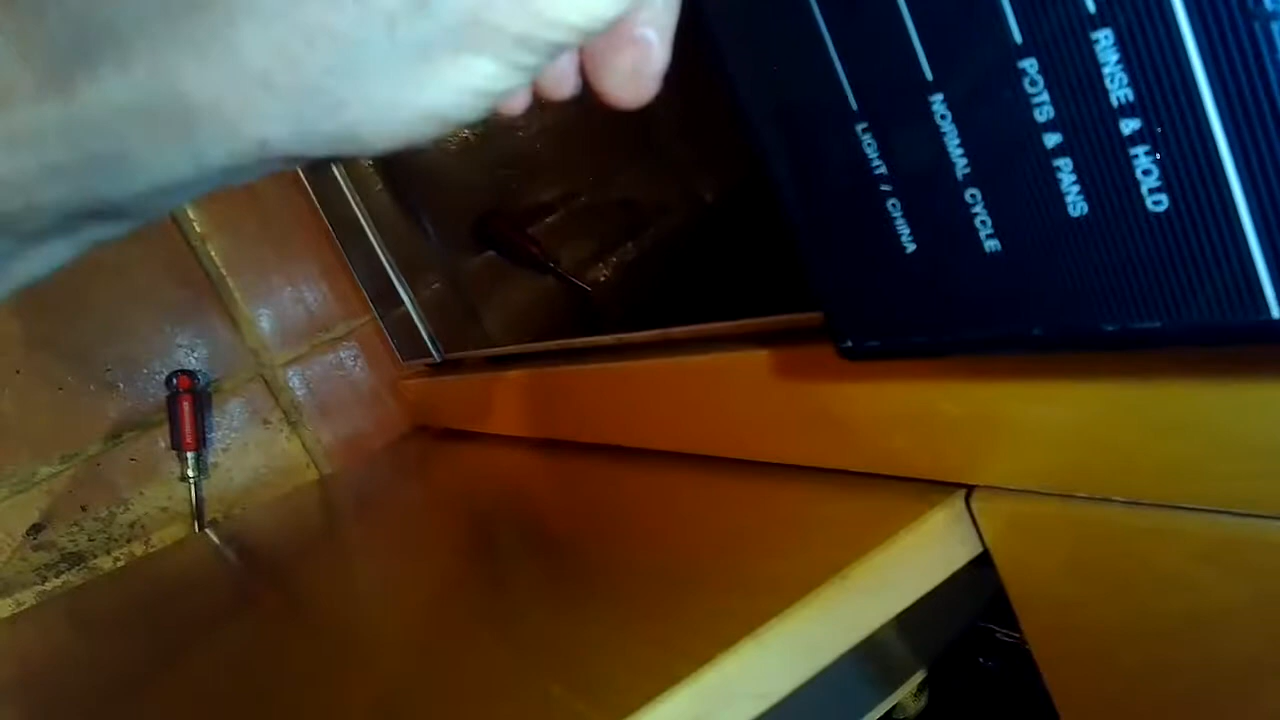 RINSE & HOLD
POTS & PANS
NORMAL CYCLE
LIGHT / CHINA